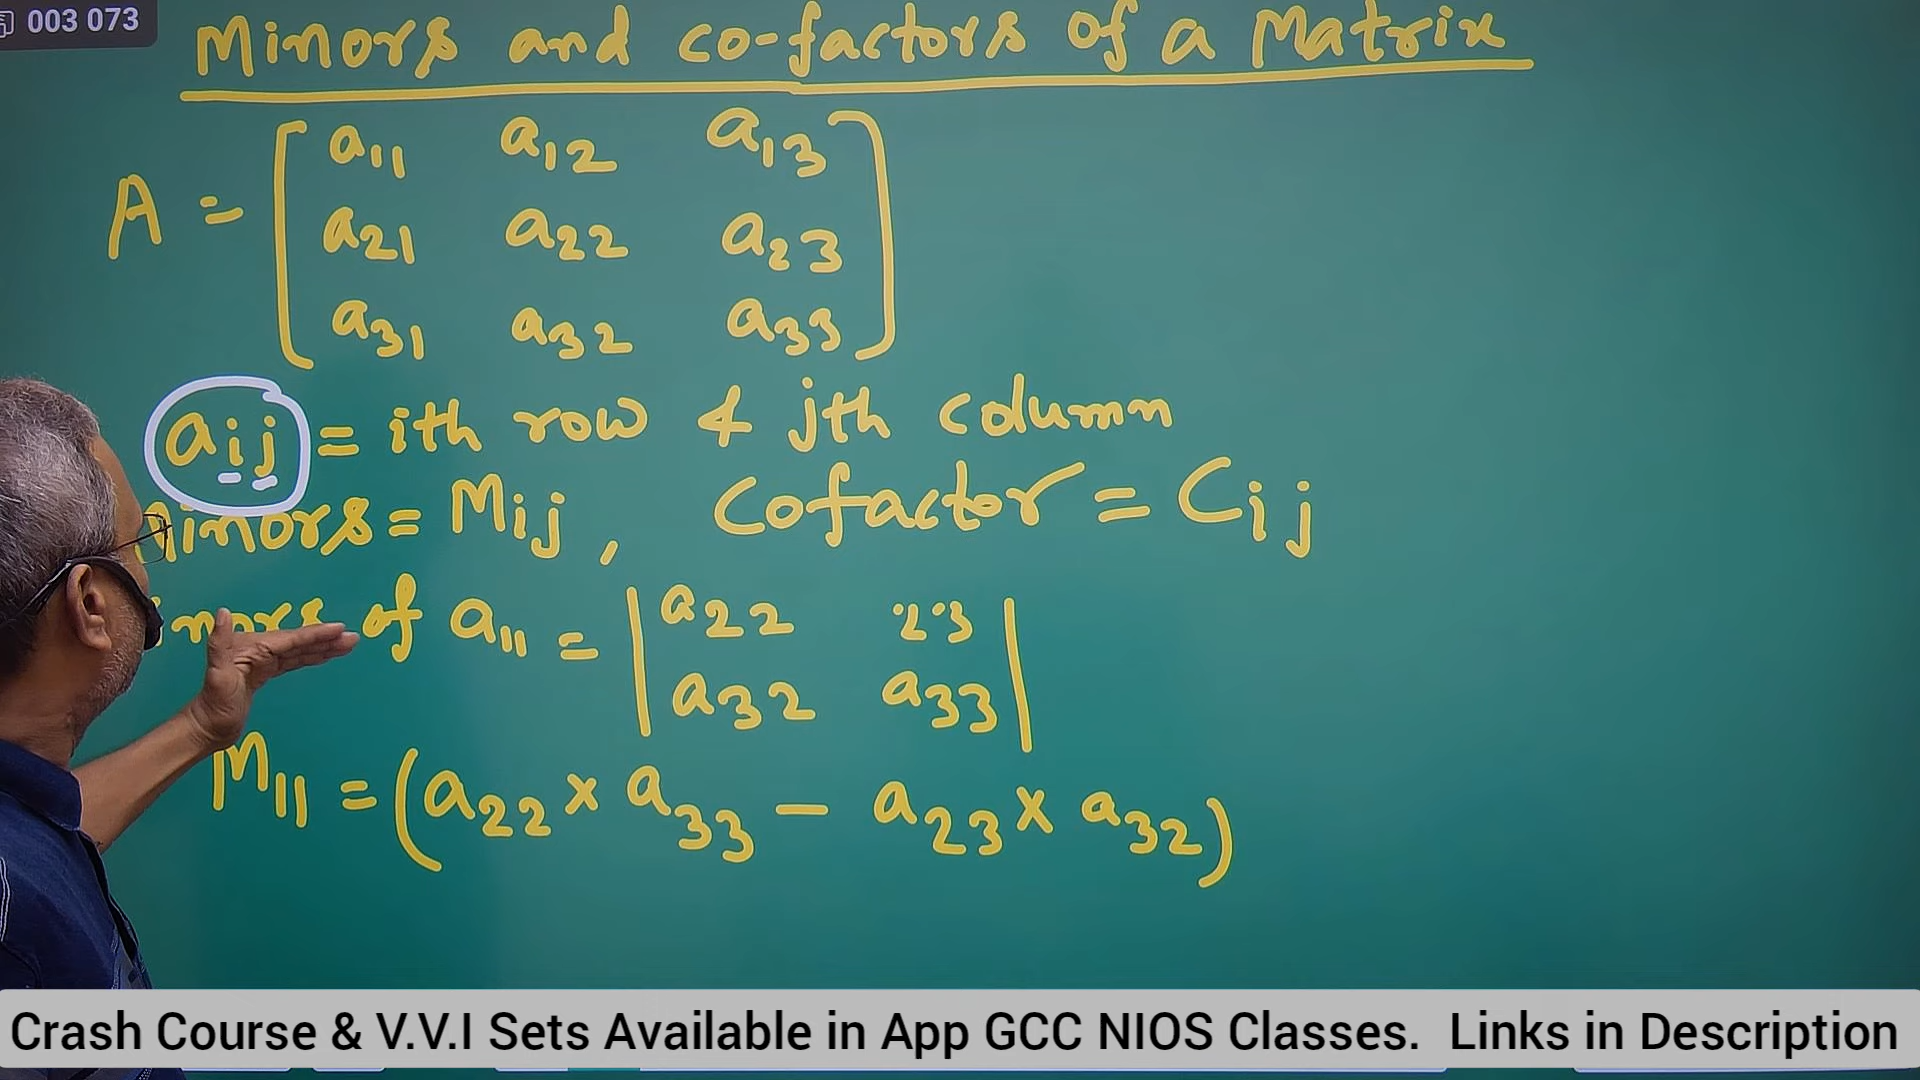 003 073
Minors and co-factors of a Matrix
A = [ a11 a12 a13
a21 a22 a23
a31 a32 a33 ]
aij = ith row & jth column
Minors = Mij , Cofactor = Cij
of a11 = | a22 23
a32 a33 |
M11 = (a22 × a33 - a23 × a32)
Crash Course & V.V.I Sets Available in App GCC NIOS Classes. Links in Description